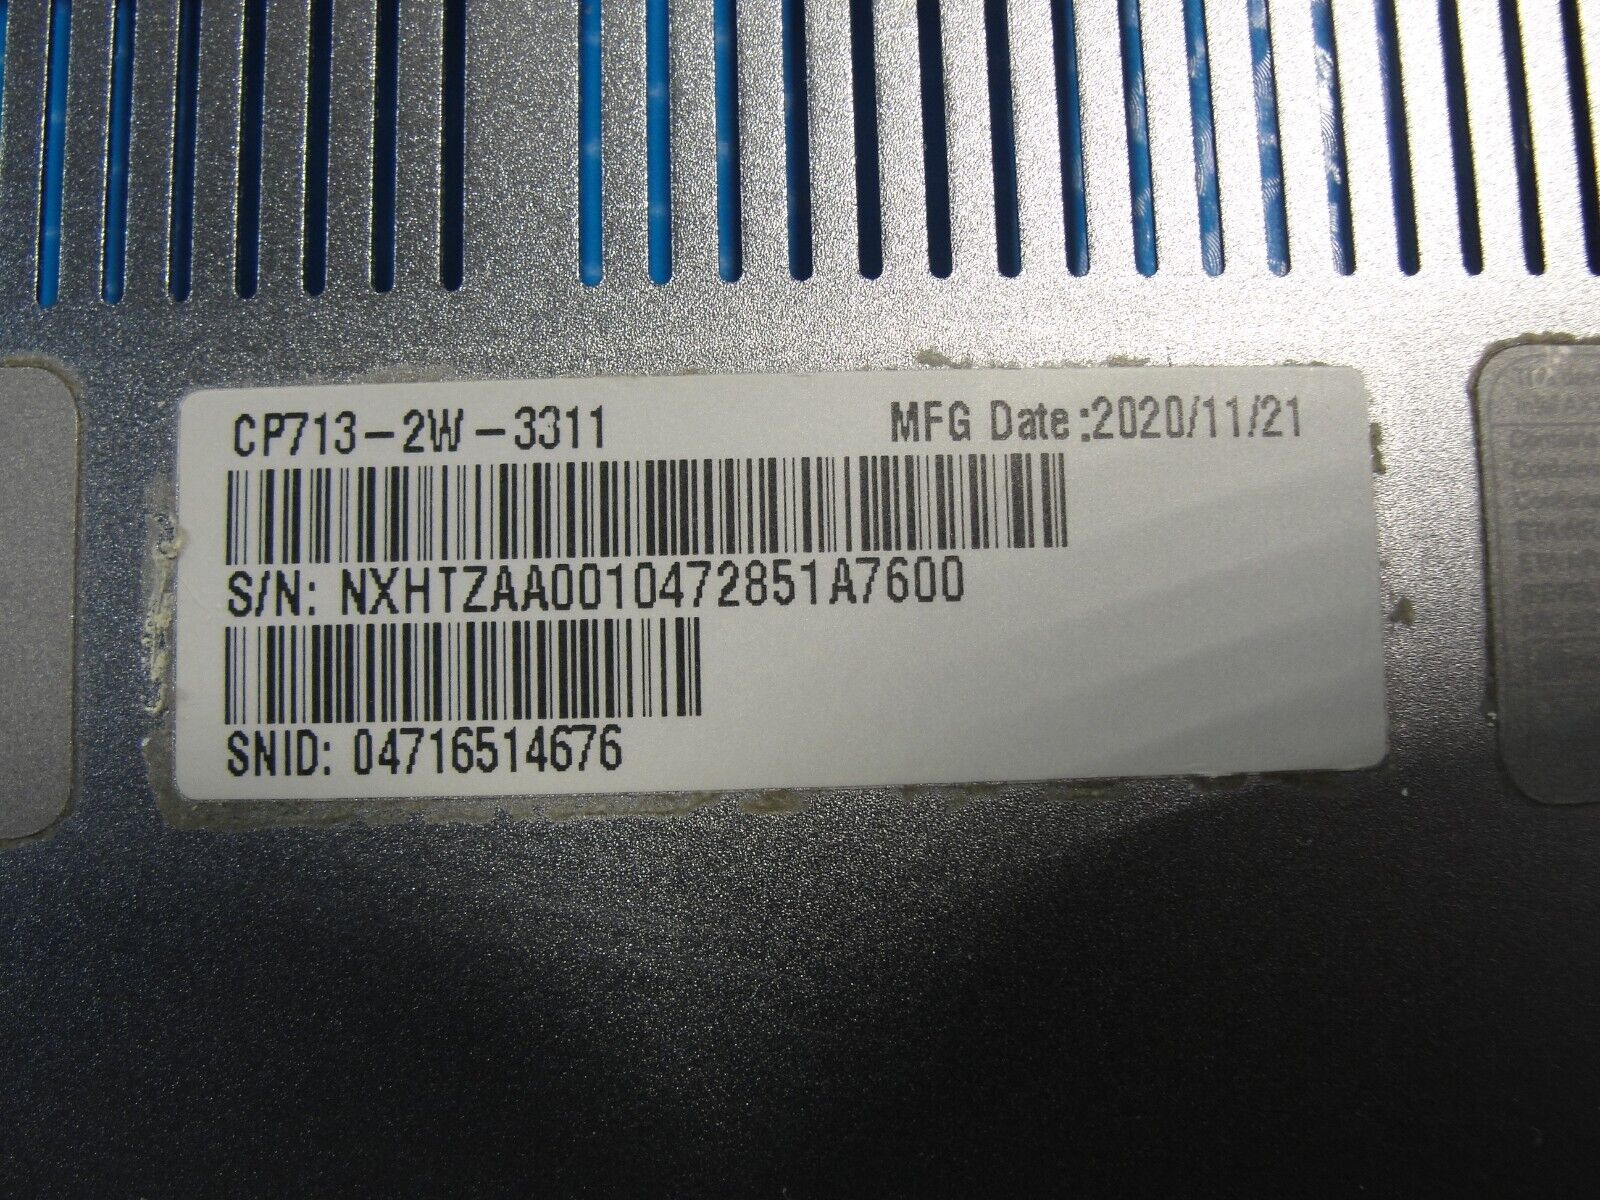 CP713-2W-3311
MFG Date:2020/11/21
S/N: NXHTZAA0010472851A7600
SNID: 04716514676